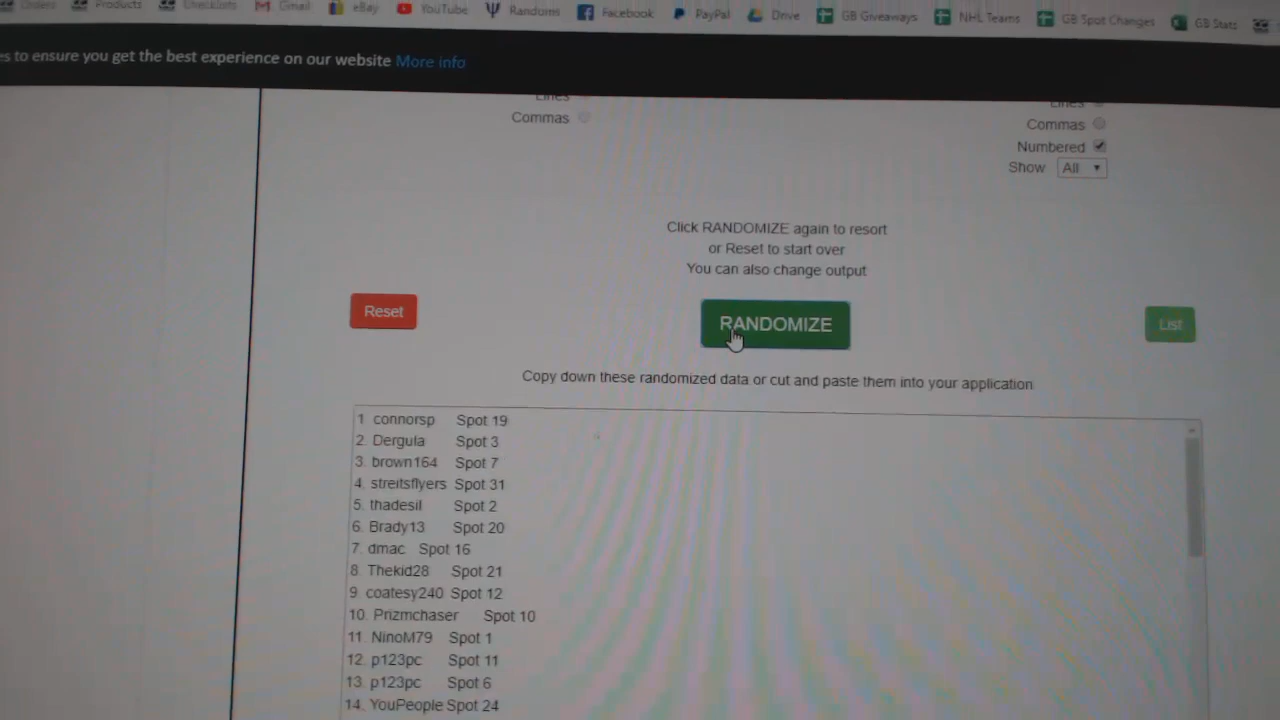 Orders Products Checklists Gmail eBay YouTube Randoms Facebook PayPal Drive GB Giveaways NHL Teams GB Spot Changes GB Stats
es to ensure you get the best experience on our website More info
Lines Lines
Commas Commas
Numbered
Show All
Click RANDOMIZE again to resort
or Reset to start over
You can also change output
Reset RANDOMIZE List
Copy down these randomized data or cut and paste them into your application
1 connorsp Spot 19
2. Dergula Spot 3
3. brown164 Spot 7
4. streitsflyers Spot 31
5. thadesil Spot 2
6. Brady13 Spot 20
7. dmac Spot 16
8. Thekid28 Spot 21
9. coatesy240 Spot 12
10. Prizmchaser Spot 10
11. NinoM79 Spot 1
12. p123pc Spot 11
13. p123pc Spot 6
14. YouPeople Spot 24